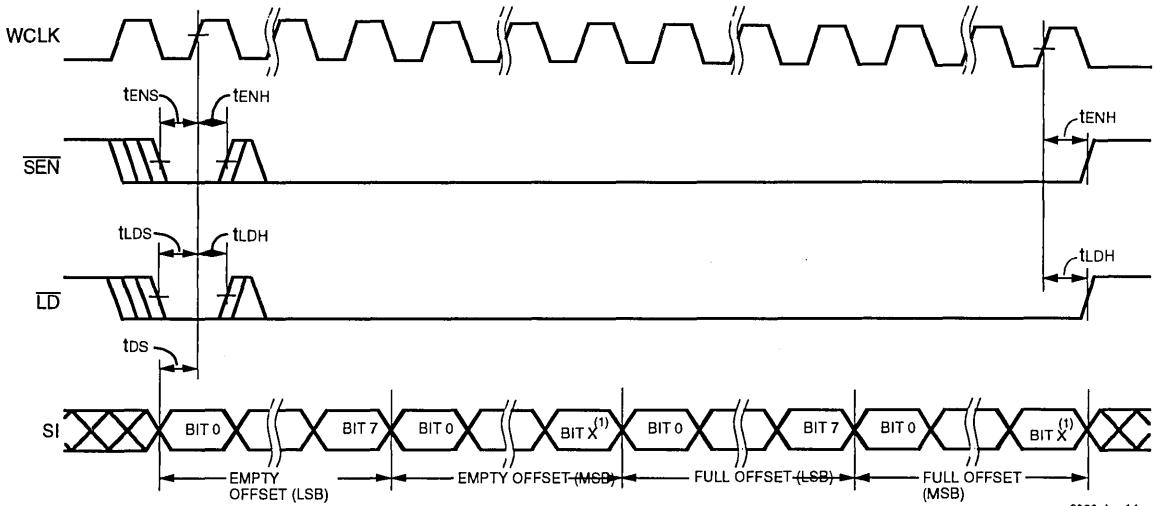 WCLK
tENS tENH
tENH
SEN
tLDS tLDH
tLDH
LD
tDS
SI BIT 0 BIT 7 BIT 0 BIT X(1) BIT 0 BIT 7 BIT 0 BIT X(1)
EMPTY OFFSET (LSB) EMPTY OFFSET (MSB) FULL OFFSET (LSB) FULL OFFSET (MSB)